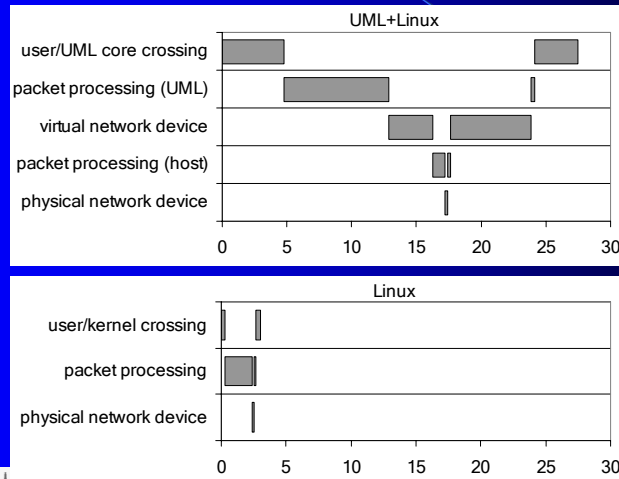 UML+Linux
user/UML core crossing
packet processing (UML)
virtual network device
packet processing (host)
physical network device
0 5 10 15 20 25 30
Linux
user/kernel crossing
packet processing
physical network device
0 5 10 15 20 25 30